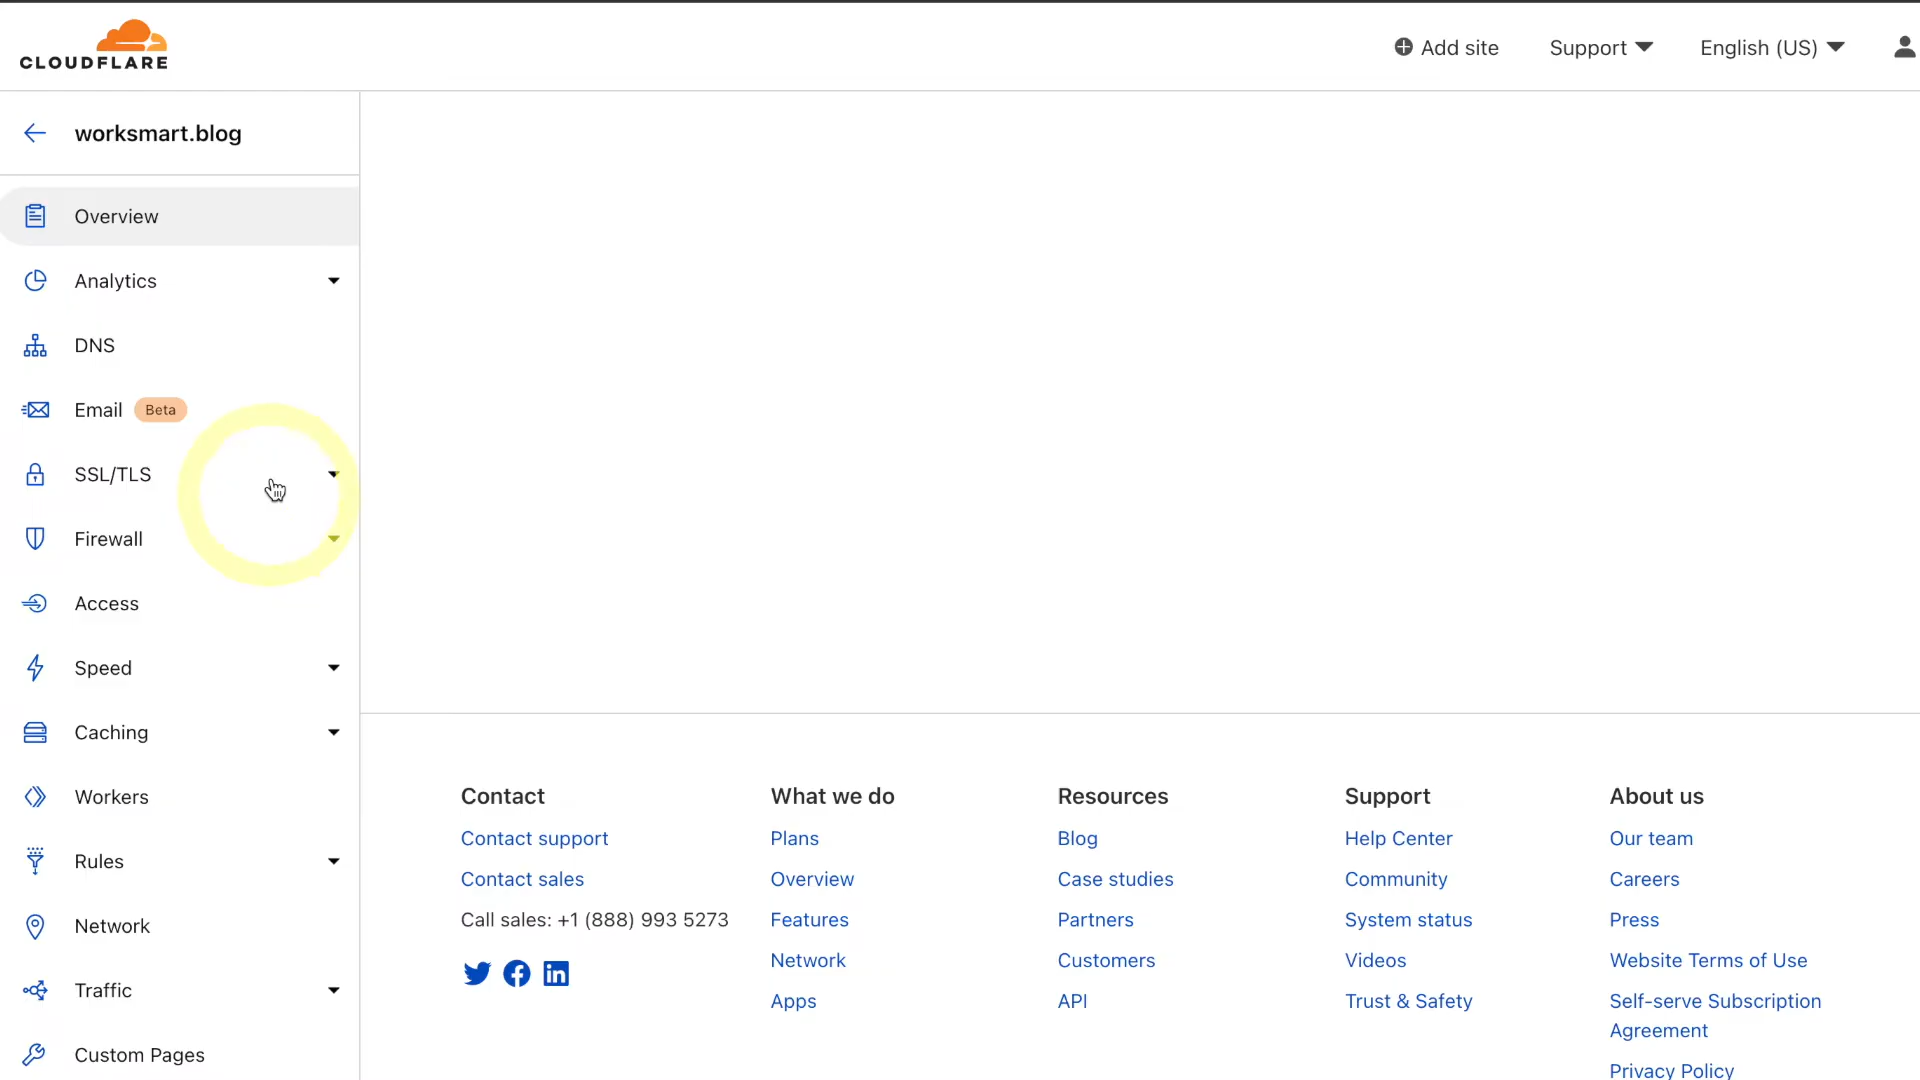 CLOUDFLARE
Add site
Support
English (US)
worksmart.blog
Overview
Analytics
DNS
Email Beta
SSL/TLS
Firewall
Access
Speed
Caching
Workers
Rules
Network
Traffic
Custom Pages
Contact
Contact support
Contact sales
Call sales: +1 (888) 993 5273
What we do
Plans
Overview
Features
Network
Apps
Resources
Blog
Case studies
Partners
Customers
API
Support
Help Center
Community
System status
Videos
Trust & Safety
About us
Our team
Careers
Press
Website Terms of Use
Self-serve Subscription
Agreement
Privacy Policy